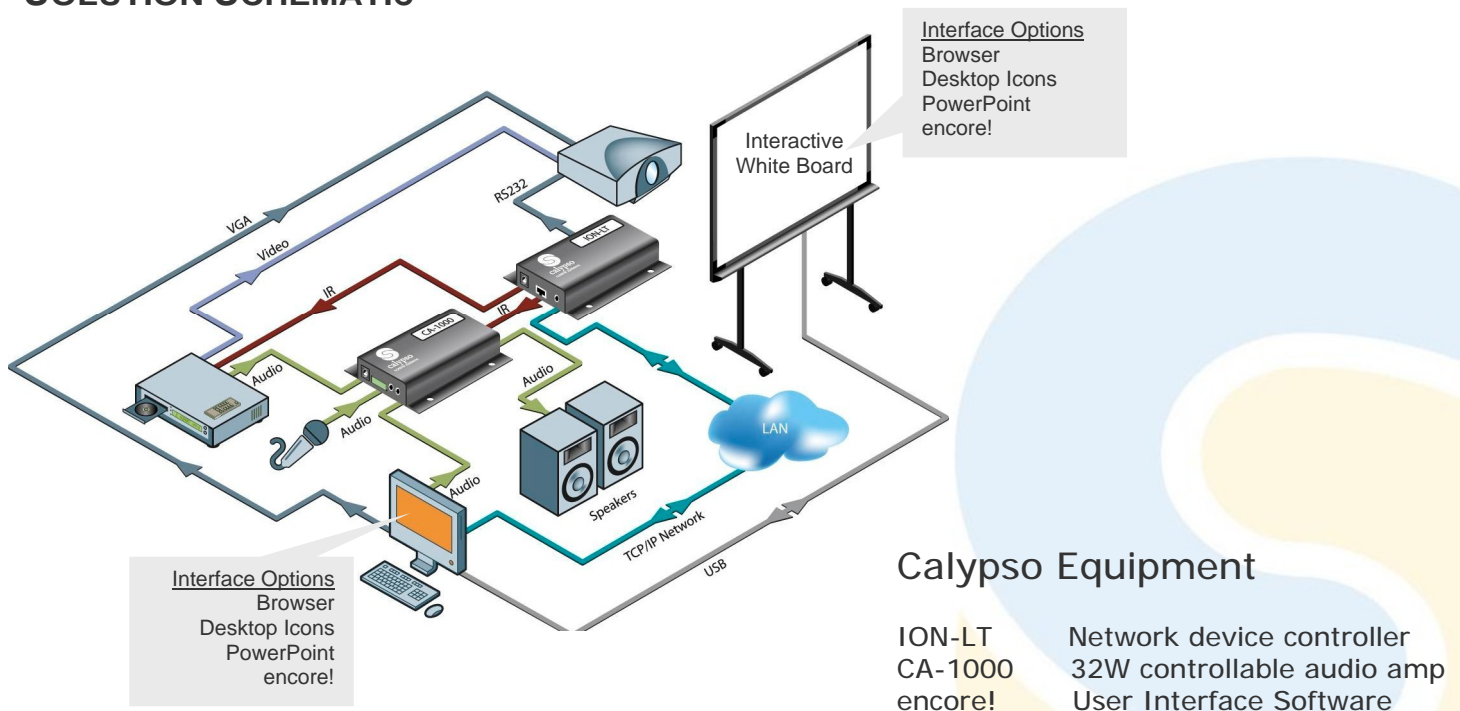 SOLUTION SCHEMATIC
Interface Options
Browser
Desktop Icons
PowerPoint
encore!
Interactive
White Board
RS232
VGA
Video
ION-LT
calypso
IR
IR
CA-1000
calypso
Audio
Audio
Audio
Audio
LAN
Speakers
TCP/IP Network
USB
Interface Options
Browser
Desktop Icons
PowerPoint
encore!
Calypso Equipment
ION-LT Network device controller
CA-1000 32W controllable audio amp
encore! User Interface Software